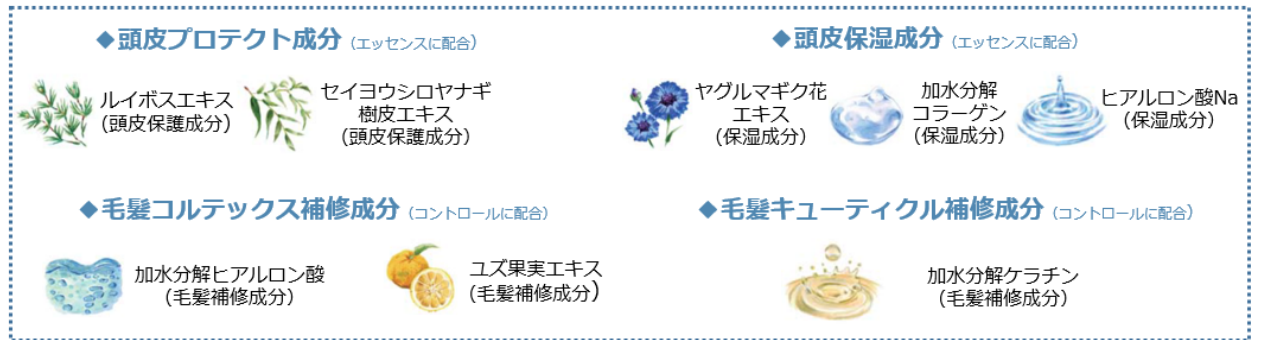 ◆頭皮プロテクト成分（エッセンスに配合）
ルイボスエキス
(頭皮保護成分)
セイヨウシロヤナギ
樹皮エキス
(頭皮保護成分)
◆頭皮保湿成分（エッセンスに配合）
ヤグルマギク花
エキス
(保湿成分)
加水分解
コラーゲン
(保湿成分)
ヒアルロン酸Na
(保湿成分)
◆毛髪コルテックス補修成分（コントロールに配合）
加水分解ヒアルロン酸
(毛髪補修成分)
ユズ果実エキス
(毛髪補修成分)
◆毛髪キューティクル補修成分（コントロールに配合）
加水分解ケラチン
(毛髪補修成分)